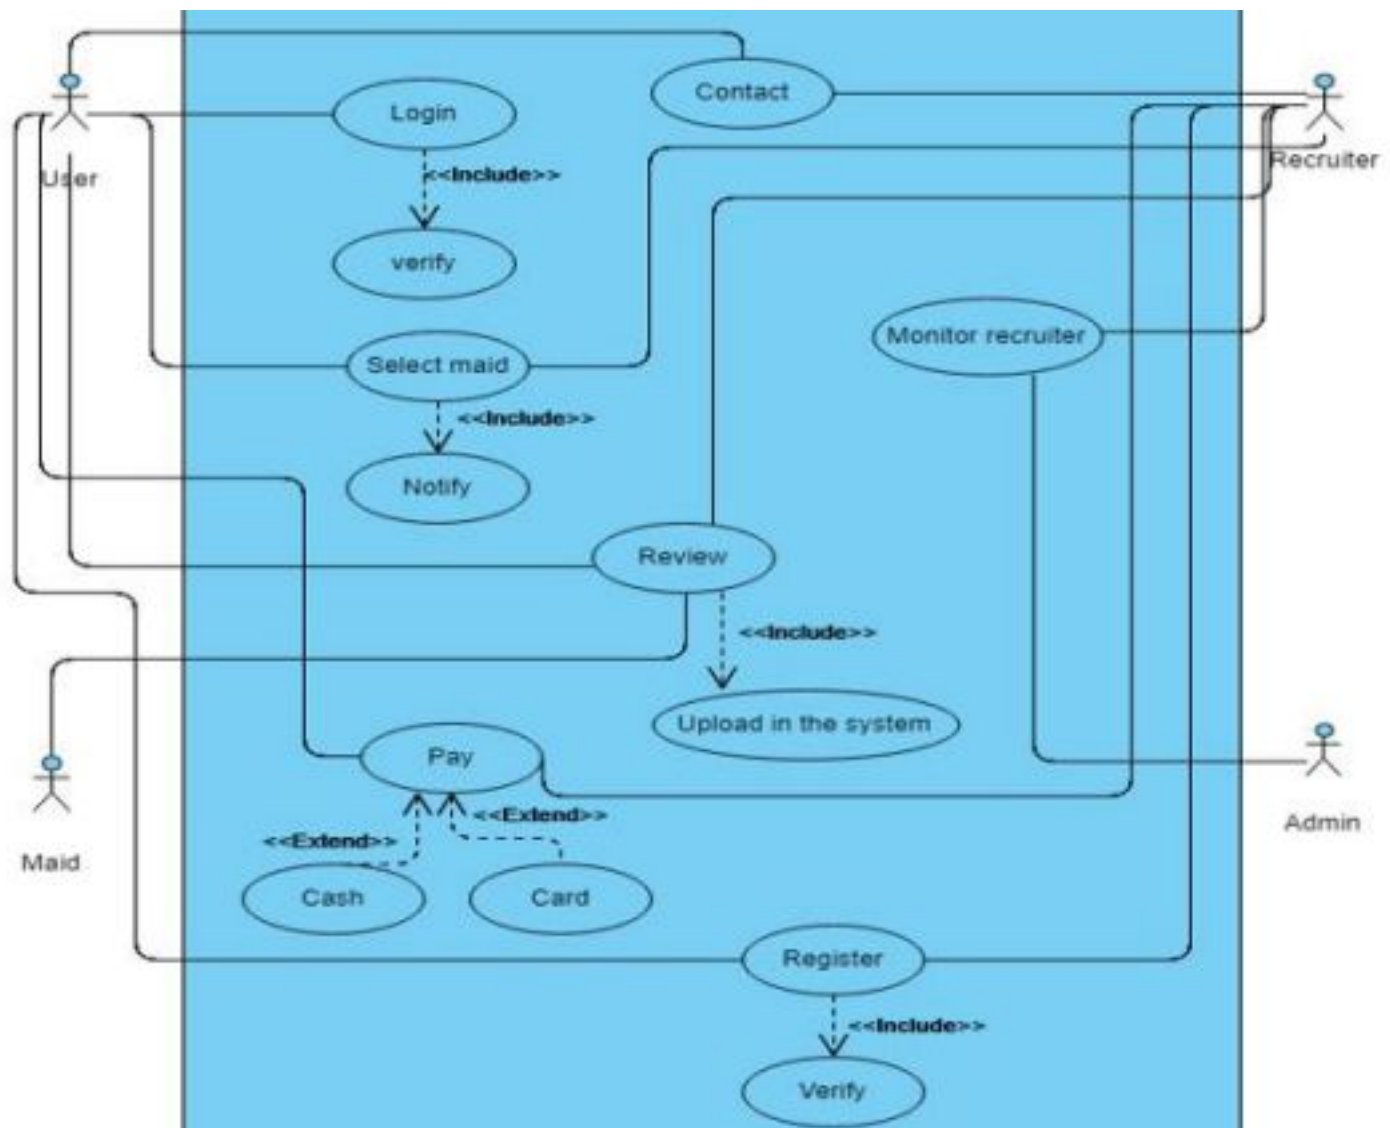 Contact
Login
Recruiter
<<Include>>
User
verify
Monitor recruiter
Select maid
<<Include>>
Notify
Review
<<Include>>
Upload in the system
Pay
<<Extend>>
<<Extend>>
Admin
Maid
Cash
Card
Register
<<Include>>
Verify